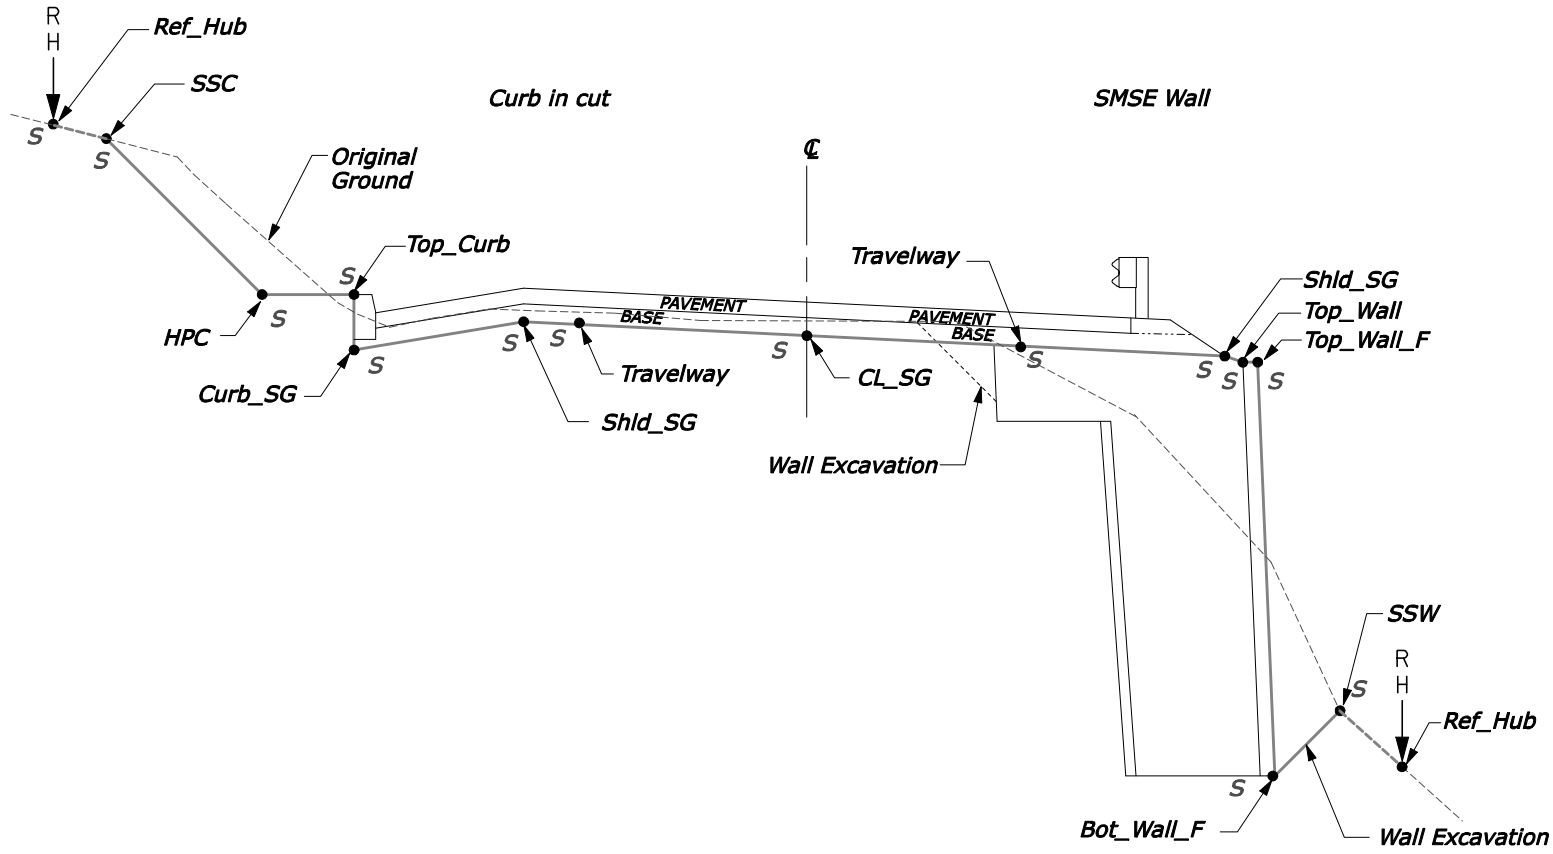 R
H
Ref_Hub
SSC
S
S
Curb in cut
SMSE Wall
Original
Ground
CL
Top_Curb
S
HPC
S
Curb_SG
S
PAVEMENT
BASE
S
S
Travelway
Shld_SG
S
CL_SG
Travelway
PAVEMENT
BASE
S
Wall Excavation
Shld_SG
Top_Wall
Top_Wall_F
S
S
S
SSW
S
R
H
Ref_Hub
S
Bot_Wall_F
Wall Excavation